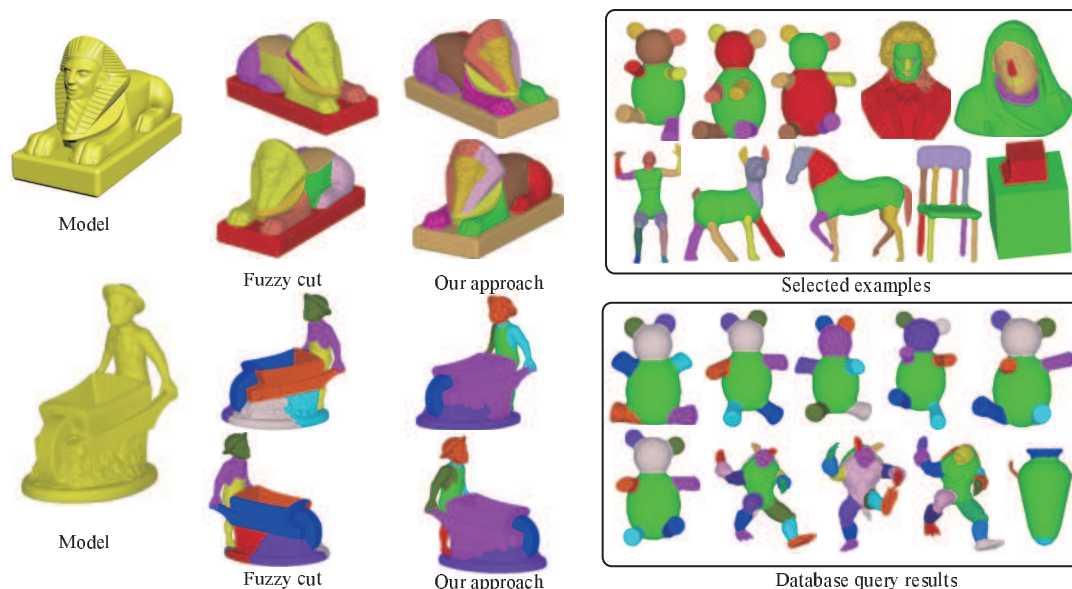 Model
Fuzzy cut
Our approach
Selected examples
Model
Fuzzy cut
Our approach
Database query results